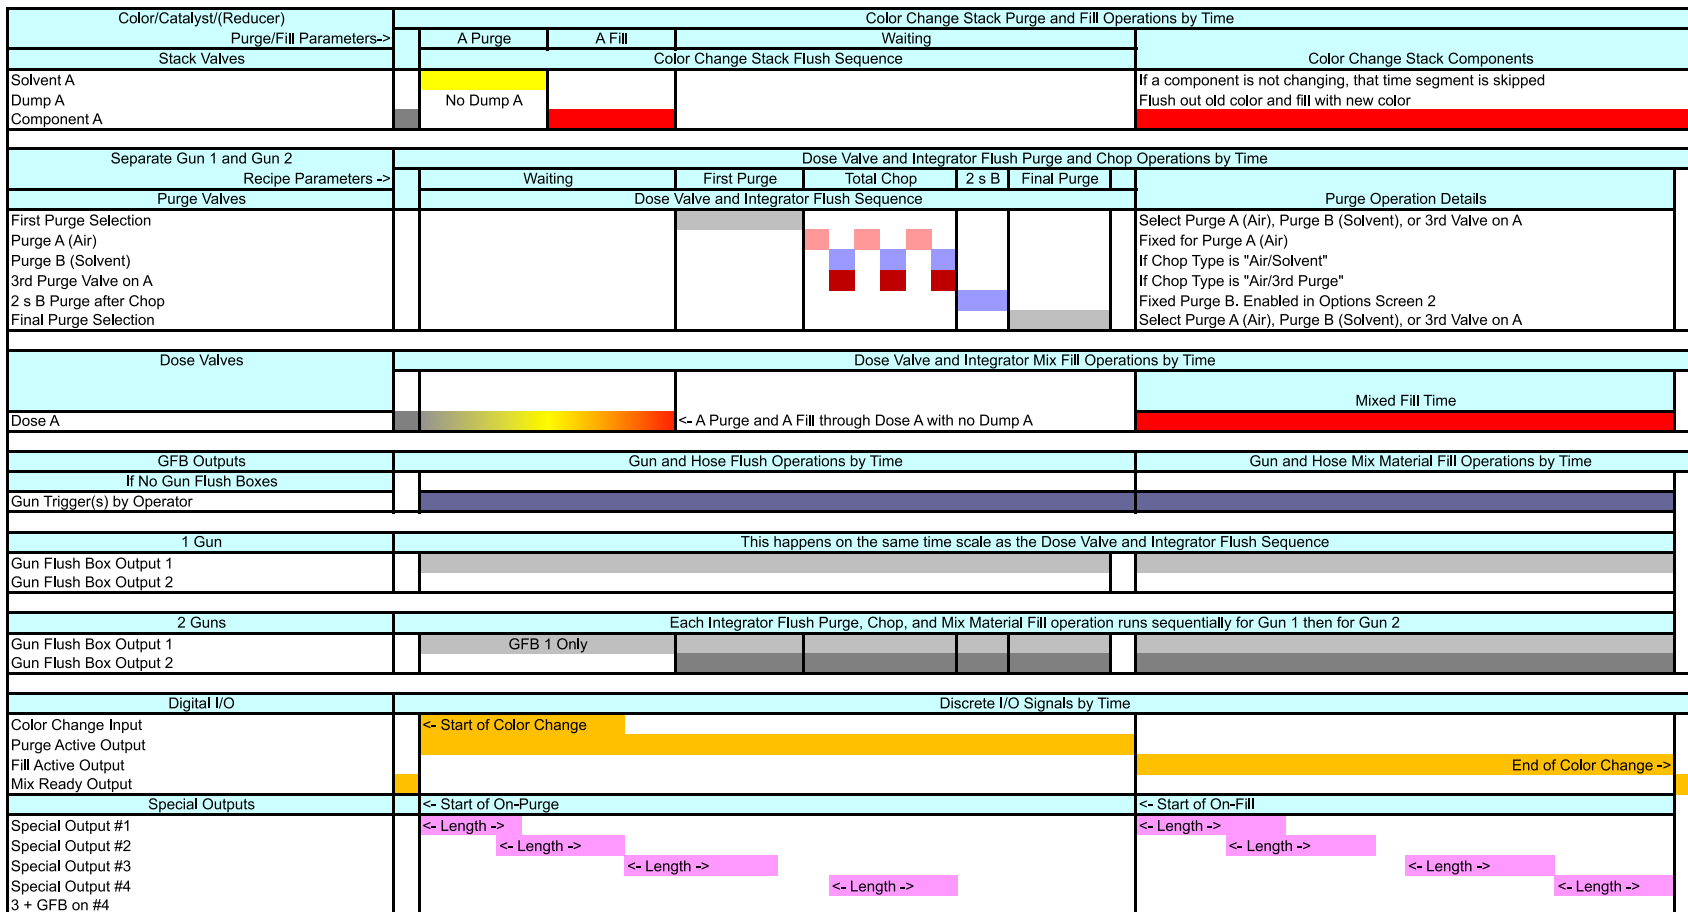 Color/Catalyst/(Reducer) Color Change Stack Purge and Fill Operations by Time
Purge/Fill Parameters-> A Purge A Fill Waiting
Stack Valves Color Change Stack Flush Sequence Color Change Stack Components
Solvent A If a component is not changing, that time segment is skipped
Dump A No Dump A Flush out old color and fill with new color
Component A
Separate Gun 1 and Gun 2 Dose Valve and Integrator Flush Purge and Chop Operations by Time
Recipe Parameters -> Waiting First Purge Total Chop 2 s B Final Purge
Purge Valves Dose Valve and Integrator Flush Sequence Purge Operation Details
First Purge Selection Select Purge A (Air), Purge B (Solvent), or 3rd Valve on A
Purge A (Air) Fixed for Purge A (Air)
Purge B (Solvent) If Chop Type is "Air/Solvent"
3rd Purge Valve on A If Chop Type is "Air/3rd Purge"
2 s B Purge after Chop Fixed Purge B. Enabled in Options Screen 2
Final Purge Selection Select Purge A (Air), Purge B (Solvent), or 3rd Valve on A
Dose Valves Dose Valve and Integrator Mix Fill Operations by Time
Mixed Fill Time
Dose A <- A Purge and A Fill through Dose A with no Dump A
GFB Outputs Gun and Hose Flush Operations by Time Gun and Hose Mix Material Fill Operations by Time
If No Gun Flush Boxes
Gun Trigger(s) by Operator
1 Gun This happens on the same time scale as the Dose Valve and Integrator Flush Sequence
Gun Flush Box Output 1
Gun Flush Box Output 2
2 Guns Each Integrator Flush Purge, Chop, and Mix Material Fill operation runs sequentially for Gun 1 then for Gun 2
Gun Flush Box Output 1 GFB 1 Only
Gun Flush Box Output 2
Digital I/O Discrete I/O Signals by Time
Color Change Input <- Start of Color Change
Purge Active Output
Fill Active Output End of Color Change ->
Mix Ready Output
Special Outputs <- Start of On-Purge <- Start of On-Fill
Special Output #1 <- Length -> <- Length ->
Special Output #2 <- Length -> <- Length ->
Special Output #3 <- Length -> <- Length ->
Special Output #4 <- Length -> <- Length ->
3 + GFB on #4